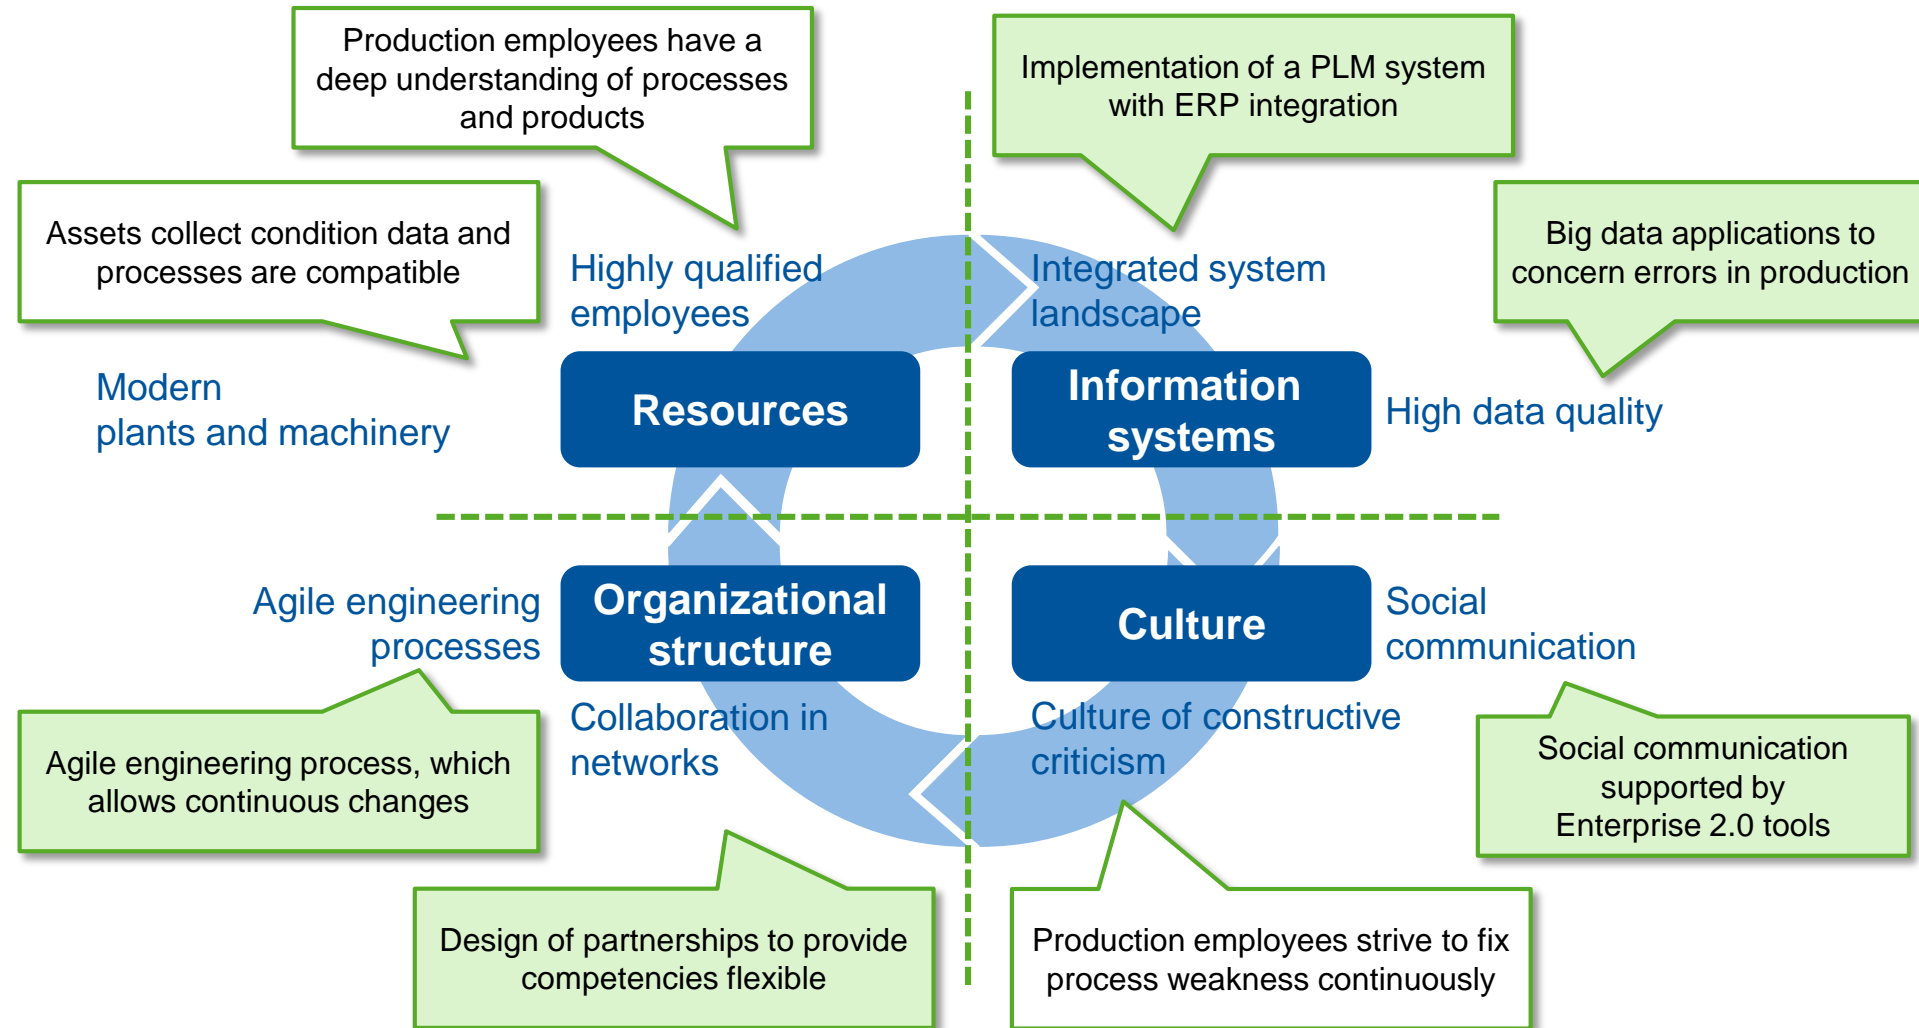 Production employees have a
deep understanding of processes
and products
Implementation of a PLM system
with ERP integration
Assets collect condition data and
processes are compatible
Big data applications to
concern errors in production
Highly qualified
employees
Integrated system
landscape
Modern
plants and machinery
Resources
Information
systems
High data quality
Agile engineering
processes
Organizational
structure
Culture
Social
communication
Collaboration in
networks
Culture of constructive
criticism
Agile engineering process, which
allows continuous changes
Social communication
supported by
Enterprise 2.0 tools
Design of partnerships to provide
competencies flexible
Production employees strive to fix
process weakness continuously